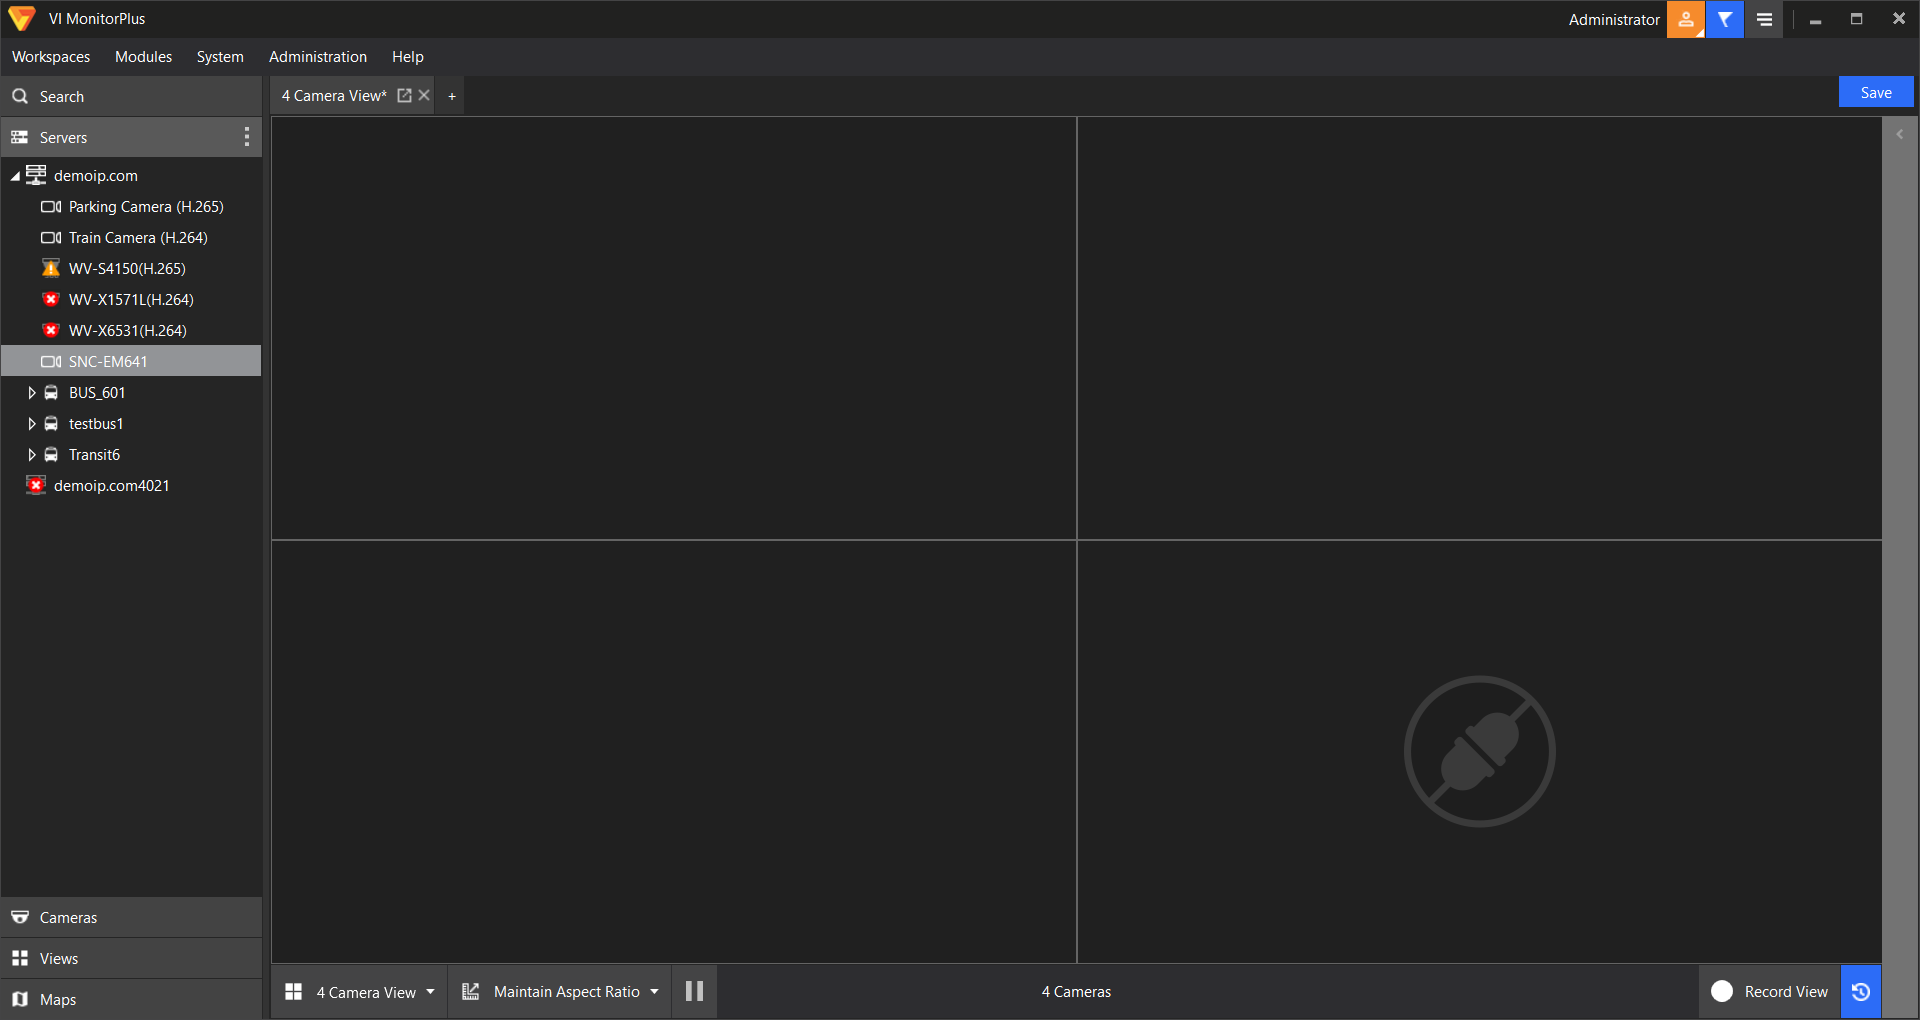 VI MonitorPlus
Administrator
Workspaces Modules System Administration Help
Search
4 Camera View*
+
Save
Servers
demoip.com
Parking Camera (H.265)
Train Camera (H.264)
WV-S4150(H.265)
WV-X1571L(H.264)
WV-X6531(H.264)
SNC-EM641
BUS_601
testbus1
Transit6
demoip.com4021
Cameras
Views
Maps
4 Camera View
Maintain Aspect Ratio
4 Cameras
Record View